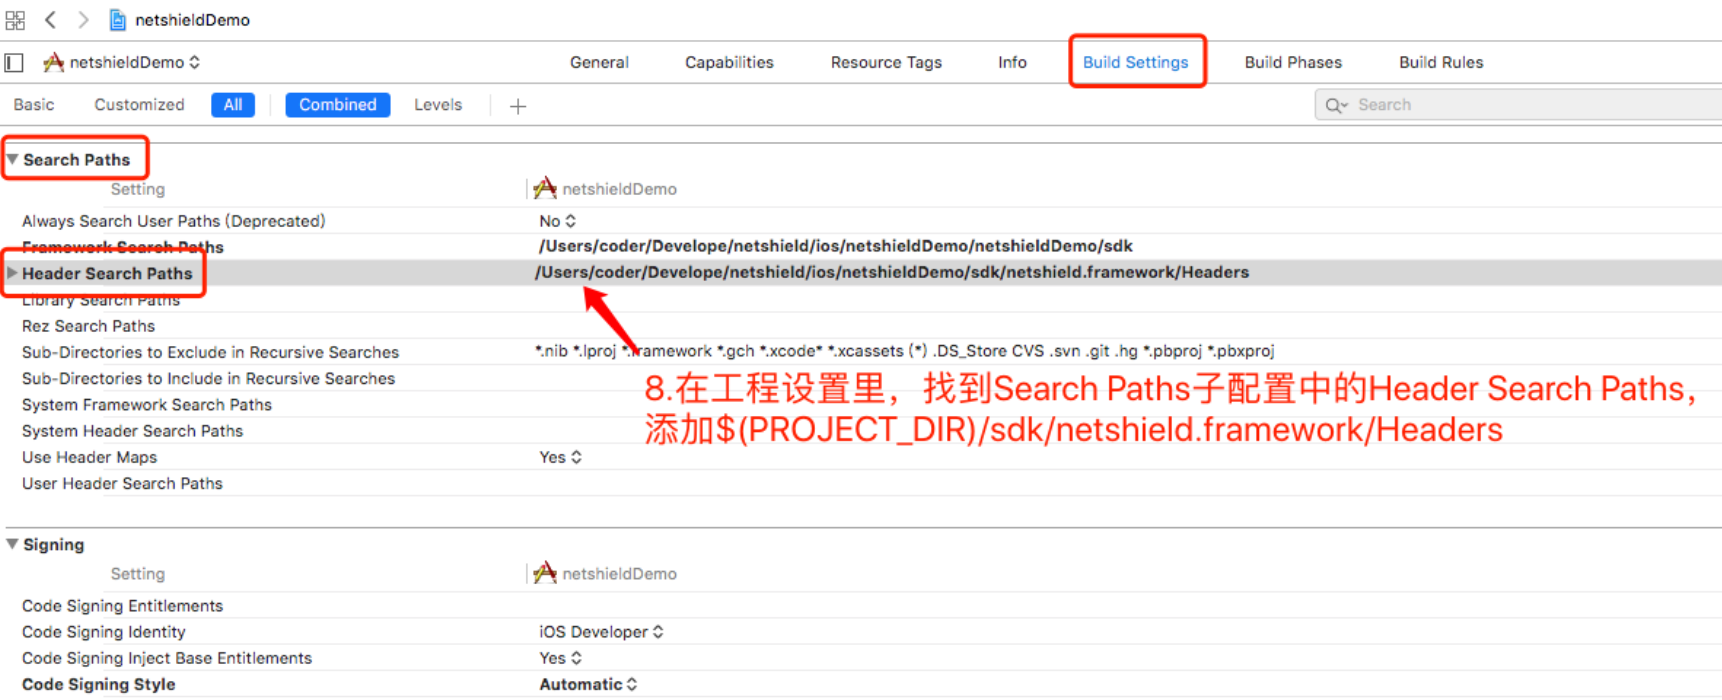 netshieldDemo
netshieldDemo General Capabilities Resource Tags Info Build Settings Build Phases Build Rules
Basic Customized All Combined Levels + Search
Search Paths
Setting netshieldDemo
Always Search User Paths (Deprecated) No
Framework Search Paths /Users/coder/Develope/netshield/ios/netshieldDemo/netshieldDemo/sdk
Header Search Paths /Users/coder/Develope/netshield/ios/netshieldDemo/sdk/netshield.framework/Headers
Library Search Paths
Rez Search Paths
Sub-Directories to Exclude in Recursive Searches *.nib *.lproj *.framework *.gch *.xcode* *.xcassets (*) .DS_Store CVS .svn .git .hg *.pbproj *.pbxproj
Sub-Directories to Include in Recursive Searches
8.在工程设置里，找到Search Paths子配置中的Header Search Paths，
System Framework Search Paths
添加$(PROJECT_DIR)/sdk/netshield.framework/Headers
System Header Search Paths
Use Header Maps Yes
User Header Search Paths
Signing
Setting netshieldDemo
Code Signing Entitlements
Code Signing Identity iOS Developer
Code Signing Inject Base Entitlements Yes
Code Signing Style Automatic